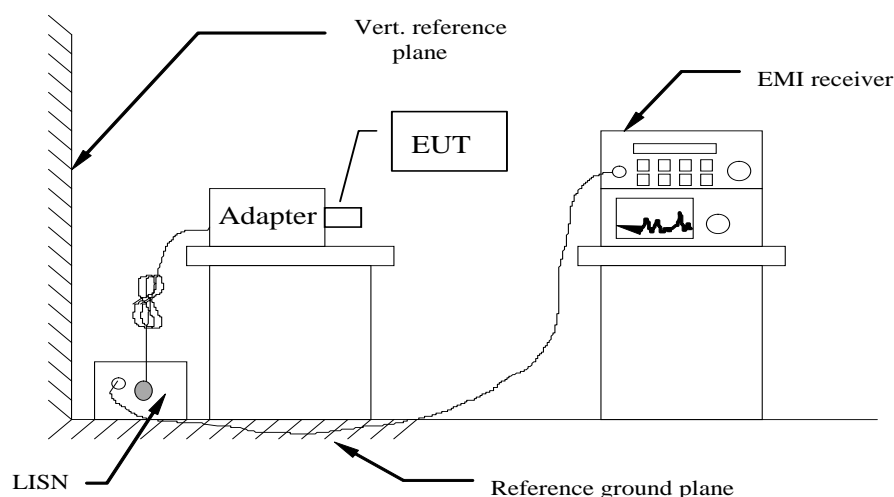 Vert. reference
plane
EMI receiver
EUT
Adapter
LISN
Reference ground plane